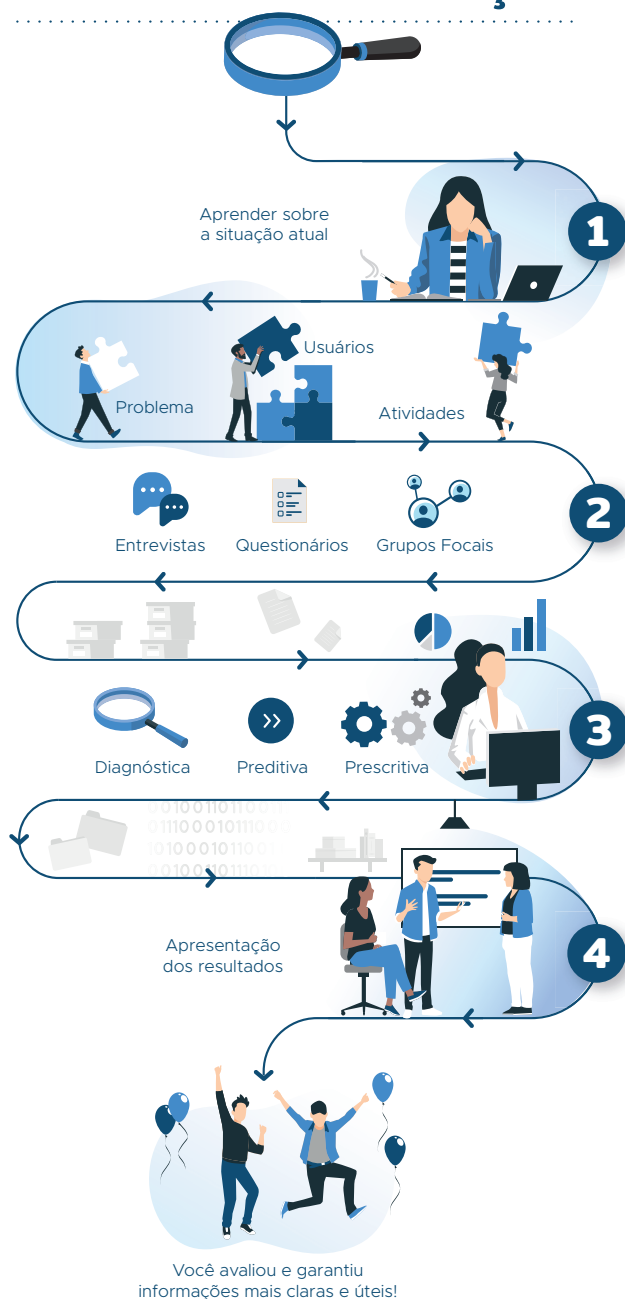 Aprender sobre
a situação atual
1
Usuários
Problema
Atividades
2
Entrevistas
Questionários
Grupos Focais
3
Diagnóstica
Preditiva
Prescritiva
Apresentação
dos resultados
4
Você avaliou e garantiu
informações mais claras e úteis!